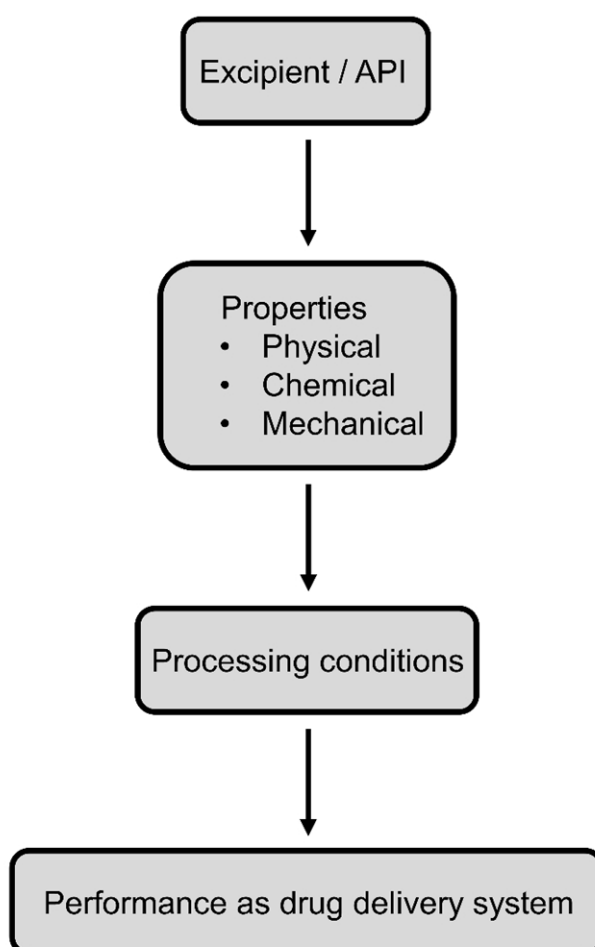 Excipient / API
Properties
• Physical
• Chemical
• Mechanical
Processing conditions
Performance as drug delivery system